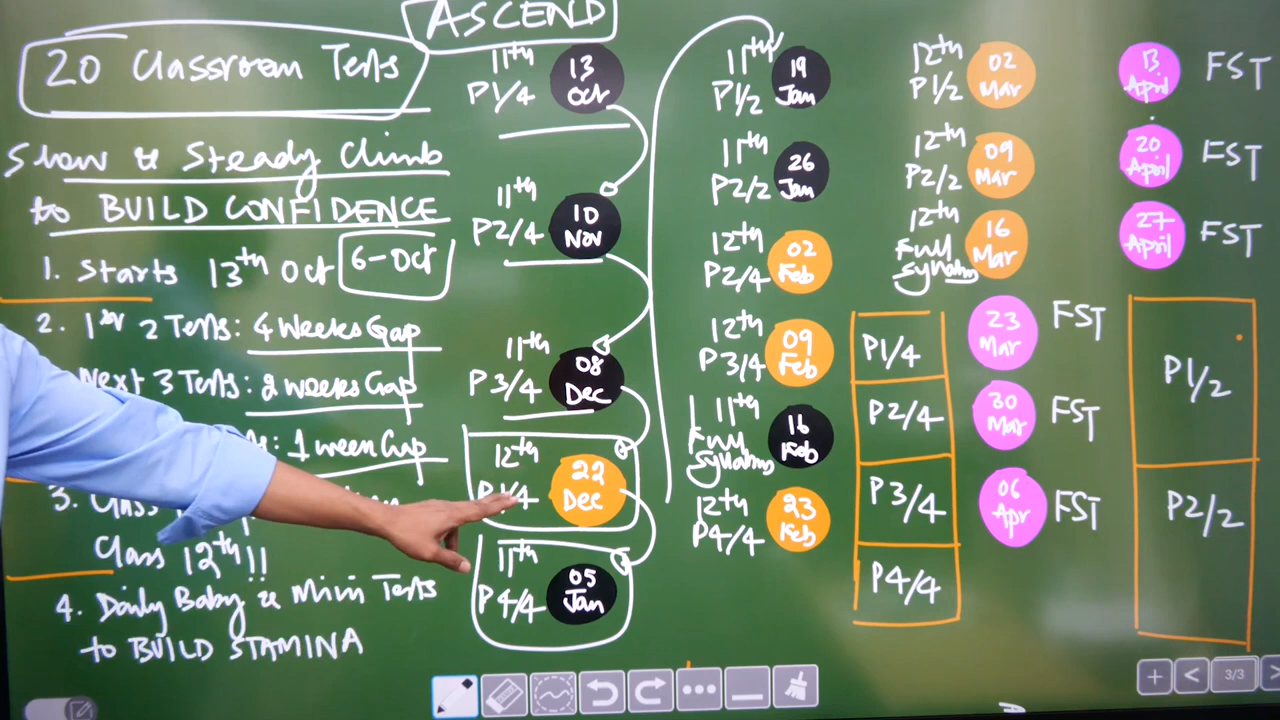 ASCEND
20 Classroom Tests
Slow & Steady Climb
to BUILD CONFIDENCE
1. Starts 13th Oct 6-Oct
2. 1st 2 Tests: 4 Weeks Gap
Next 3 Tests: 2 weeks Gap
: 1 week Gap
3.
Class 12th!!
4. Daily Baby & Mini Tests
to BUILD STAMINA
11th
P1/4
13
Oct
11th
P2/4
10
Nov
11th
P3/4
08
Dec
12th
P1/4
22
Dec
11th
P4/4
05
Jan
11th
P1/2
19
Jan
11th
P2/2
26
Jan
12th
P2/4
02
Feb
12th
P3/4
09
Feb
11th
Full
Syllabus
16
Feb
12th
P4/4
23
Feb
P1/4
P2/4
P3/4
P4/4
12th
P1/2
02
Mar
12th
P2/2
09
Mar
12th
Full
Syllabus
16
Mar
23
Mar
FST
30
Mar
FST
06
Apr
FST
13
April
FST
20
April
FST
27
April
FST
P1/2
P2/2
3/3